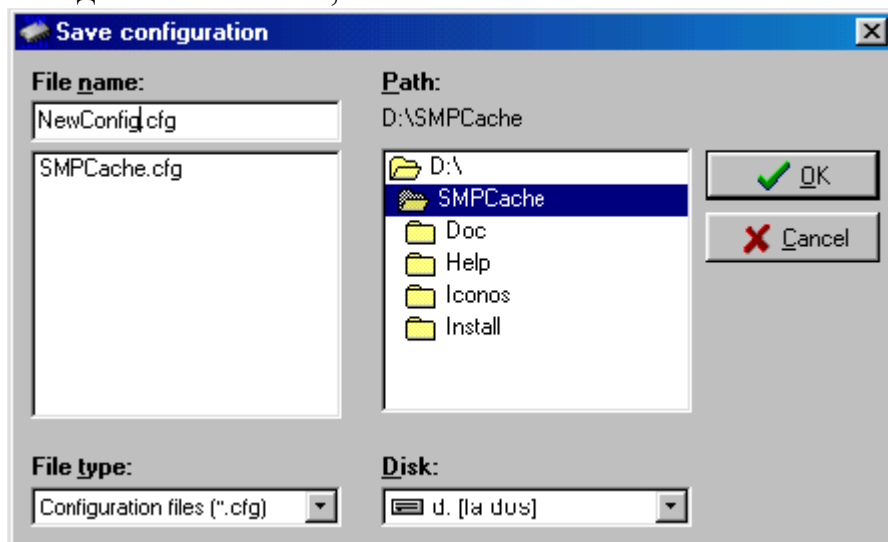 Save configuration
File name:
NewConfig.cfg
SMPCache.cfg
File type:
Configuration files (*.cfg)
Path:
D:\SMPCache
D:\
SMPCache
Doc
Help
Iconos
Install
Disk:
d: [la dos]
OK
Cancel